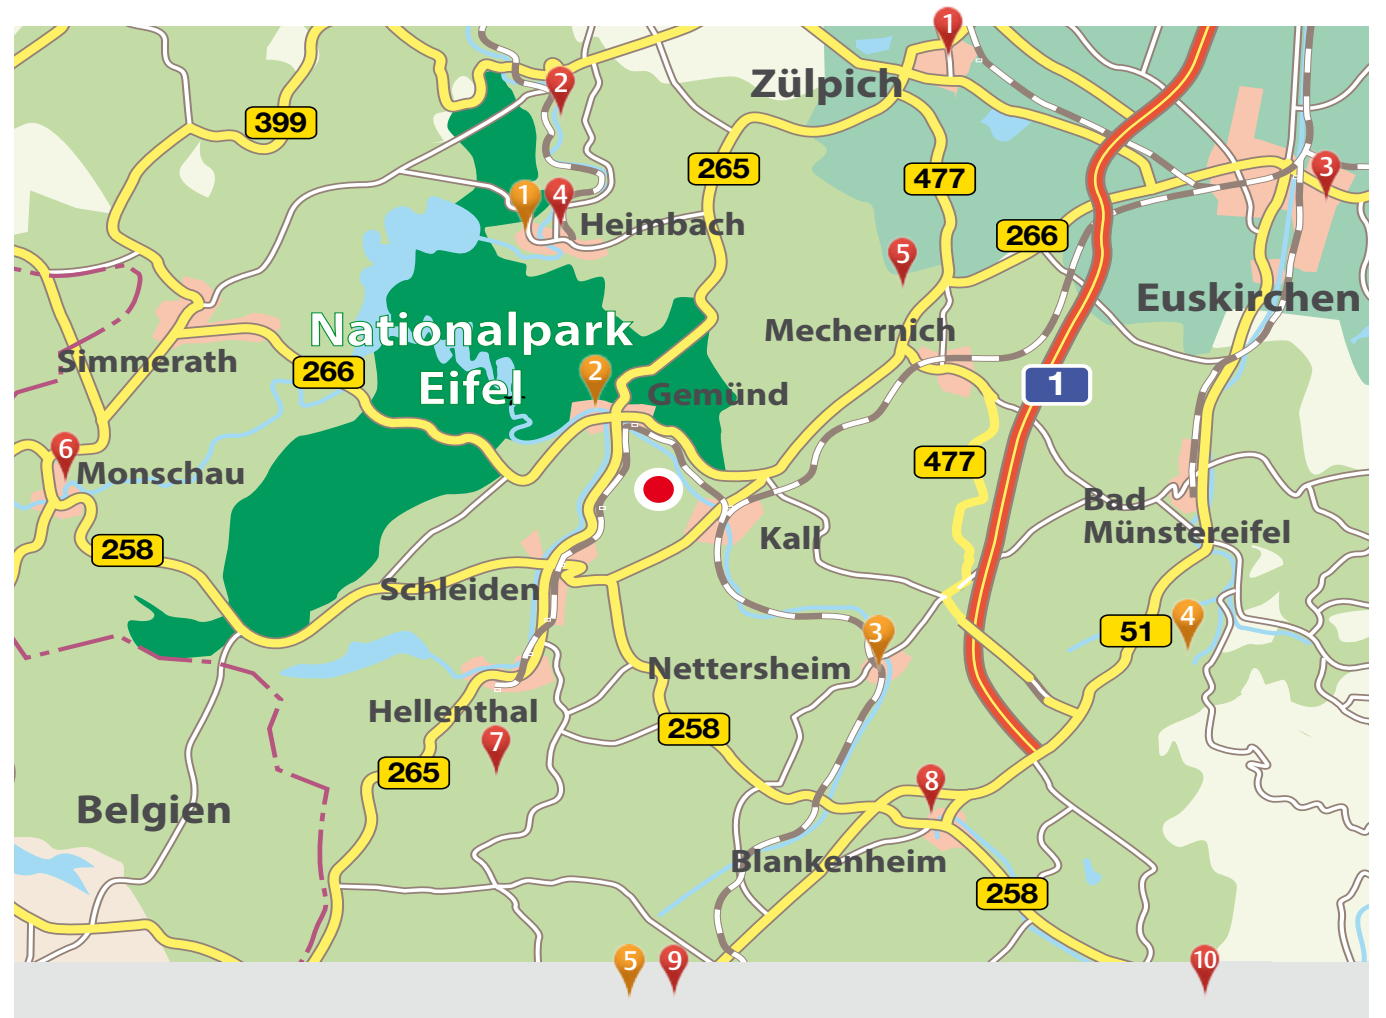 1
2
Zülpich
399
3
265
477
1
4
Heimbach
266
5
Euskirchen
Nationalpark
Eifel
Mechernich
Simmerath
266
2
Gemünd
1
6
Monschau
477
Bad
Münstereifel
258
Kall
Schleiden
4
51
3
Nettersheim
Hellenthal
258
7
265
8
Belgien
Blankenheim
258
5
9
10